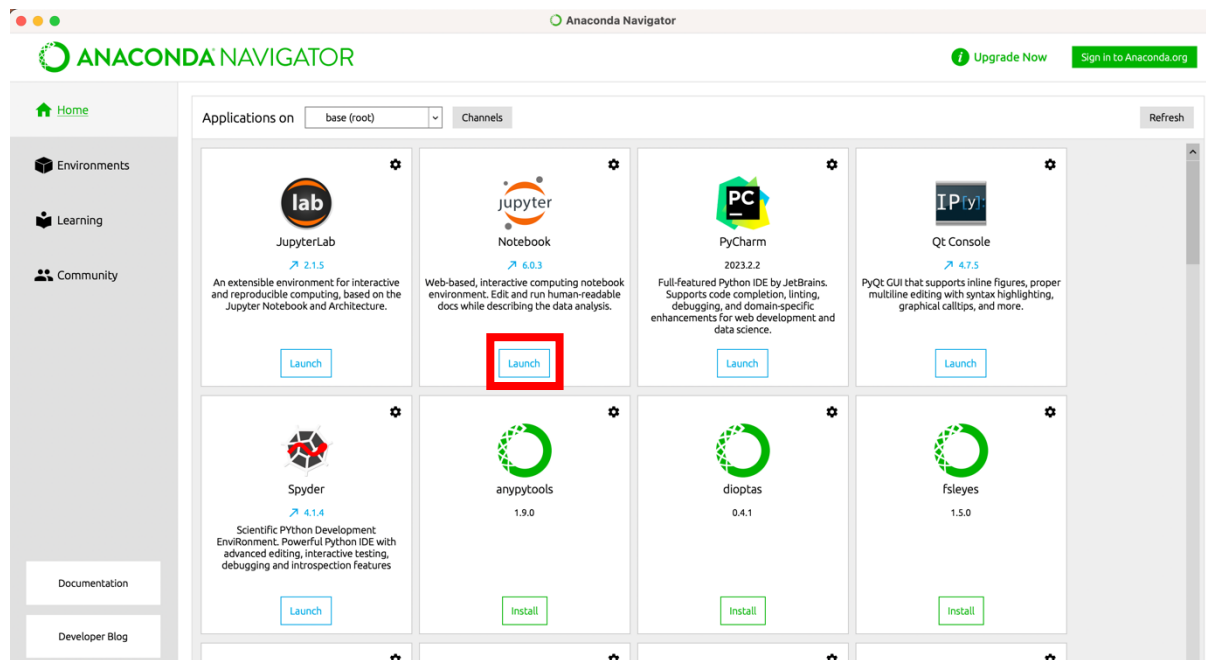 Anaconda Navigator
ANACONDA NAVIGATOR
Upgrade Now
Sign in to Anaconda.org
Home
Environments
Learning
Community
Documentation
Developer Blog
Applications on
base (root)
Channels
Refresh
lab
JupyterLab
2.1.5
An extensible environment for interactive
and reproducible computing, based on the
Jupyter Notebook and Architecture.
Launch
jupyter
Notebook
6.0.3
Web-based, interactive computing notebook
environment. Edit and run human-readable
docs while describing the data analysis.
Launch
PC
PyCharm
2023.2.2
Full-featured Python IDE by JetBrains.
Supports code completion, linting,
debugging, and domain-specific
enhancements for web development and
data science.
Launch
IP[y]:
Qt Console
4.7.5
PyQt GUI that supports inline figures, proper
multiline editing with syntax highlighting,
graphical calltips, and more.
Launch
Spyder
4.1.4
Scientific PYthon Development
EnviRonment. Powerful Python IDE with
advanced editing, interactive testing,
debugging and introspection features
Launch
anypytools
1.9.0
Install
dioptas
0.4.1
Install
fsleyes
1.5.0
Install